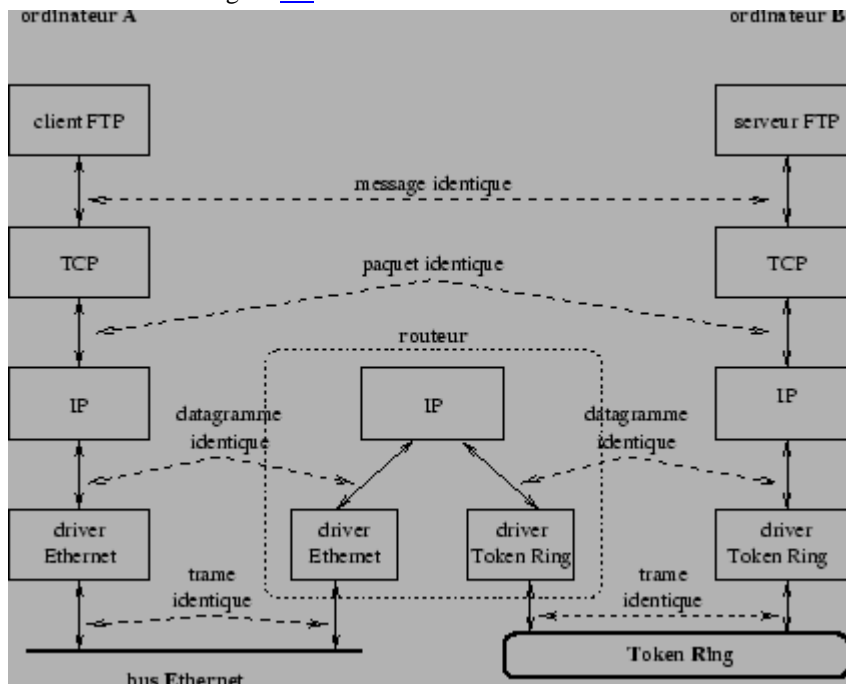 ordinateur A ordinateur B
client FTP serveur FTP
message identique
TCP TCP
paquet identique
routeur
IP IP IP
datagramme datagramme
identique identique
driver driver driver driver
Ethernet Ethernet Token Ring Token Ring
trame trame
identique identique
Token Ring
bus Ethernet